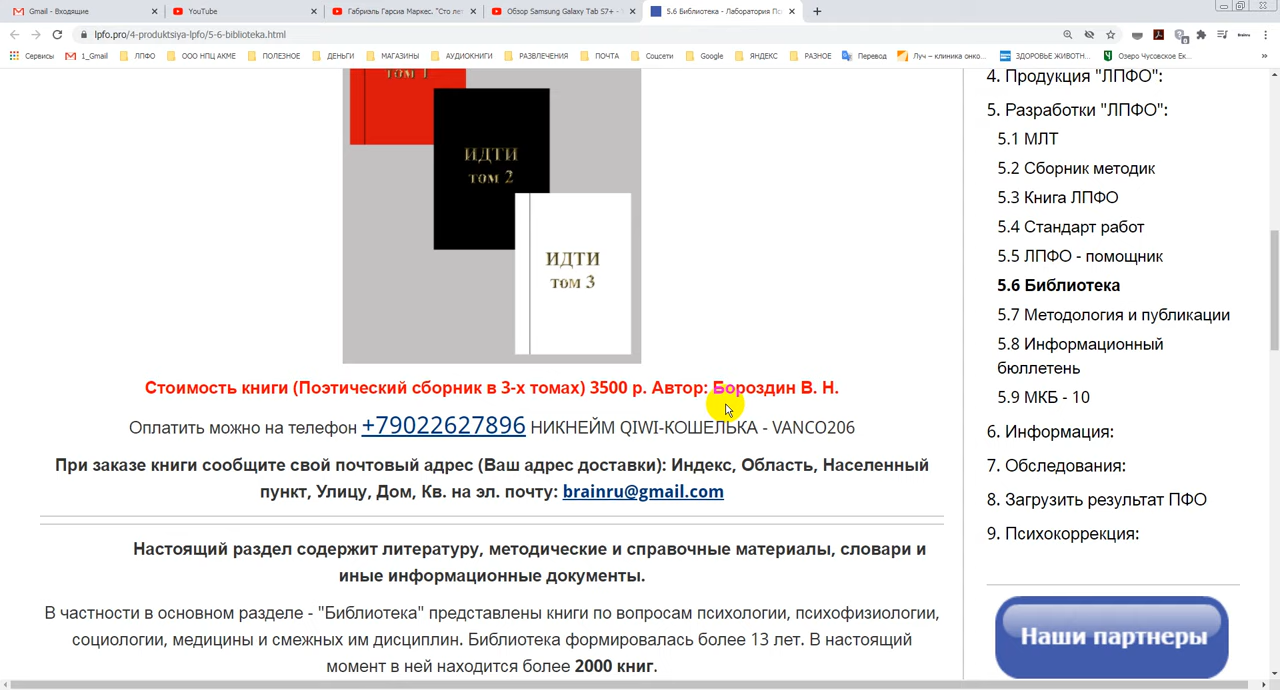 Gmail - Входящие
YouTube
Габриэль Гарсиа Маркес. "Сто лет
Обзор Samsung Galaxy Tab S7+ -
5.6 Библиотека - Лаборатория По
lpfo.pro/4-produktsiya-lpfo/5-6-biblioteka.html
Сервисы 1_Gmail ЛПФО ООО НПЦ АКМЕ ПОЛЕЗНОЕ ДЕНЬГИ МАГАЗИНЫ АУДИОКНИГИ РАЗВЛЕЧЕНИЯ ПОЧТА Соцсети Google ЯНДЕКС РАЗНОЕ Перевод Луч – клиника онко... ЗДОРОВЬЕ ЖИВОТН... Озеро Чусовское Ек...
том 1
ИДТИ
том 2
ИДТИ
том 3
Стоимость книги (Поэтический сборник в 3-х томах) 3500 р. Автор: Бороздин В. Н.
Оплатить можно на телефон +79022627896 НИКНЕЙМ QIWI-КОШЕЛЬКА - VANCO206
При заказе книги сообщите свой почтовый адрес (Ваш адрес доставки): Индекс, Область, Населенный
пункт, Улицу, Дом, Кв. на эл. почту: brainru@gmail.com
Настоящий раздел содержит литературу, методические и справочные материалы, словари и
иные информационные документы.
В частности в основном разделе - "Библиотека" представлены книги по вопросам психологии, психофизиологии,
социологии, медицины и смежных им дисциплин. Библиотека формировалась более 13 лет. В настоящий
момент в ней находится более 2000 книг.
4. Продукция "ЛПФО":
5. Разработки "ЛПФО":
5.1 МЛТ
5.2 Сборник методик
5.3 Книга ЛПФО
5.4 Стандарт работ
5.5 ЛПФО - помощник
5.6 Библиотека
5.7 Методология и публикации
5.8 Информационный
бюллетень
5.9 МКБ - 10
6. Информация:
7. Обследования:
8. Загрузить результат ПФО
9. Психокоррекция:
Наши партнеры